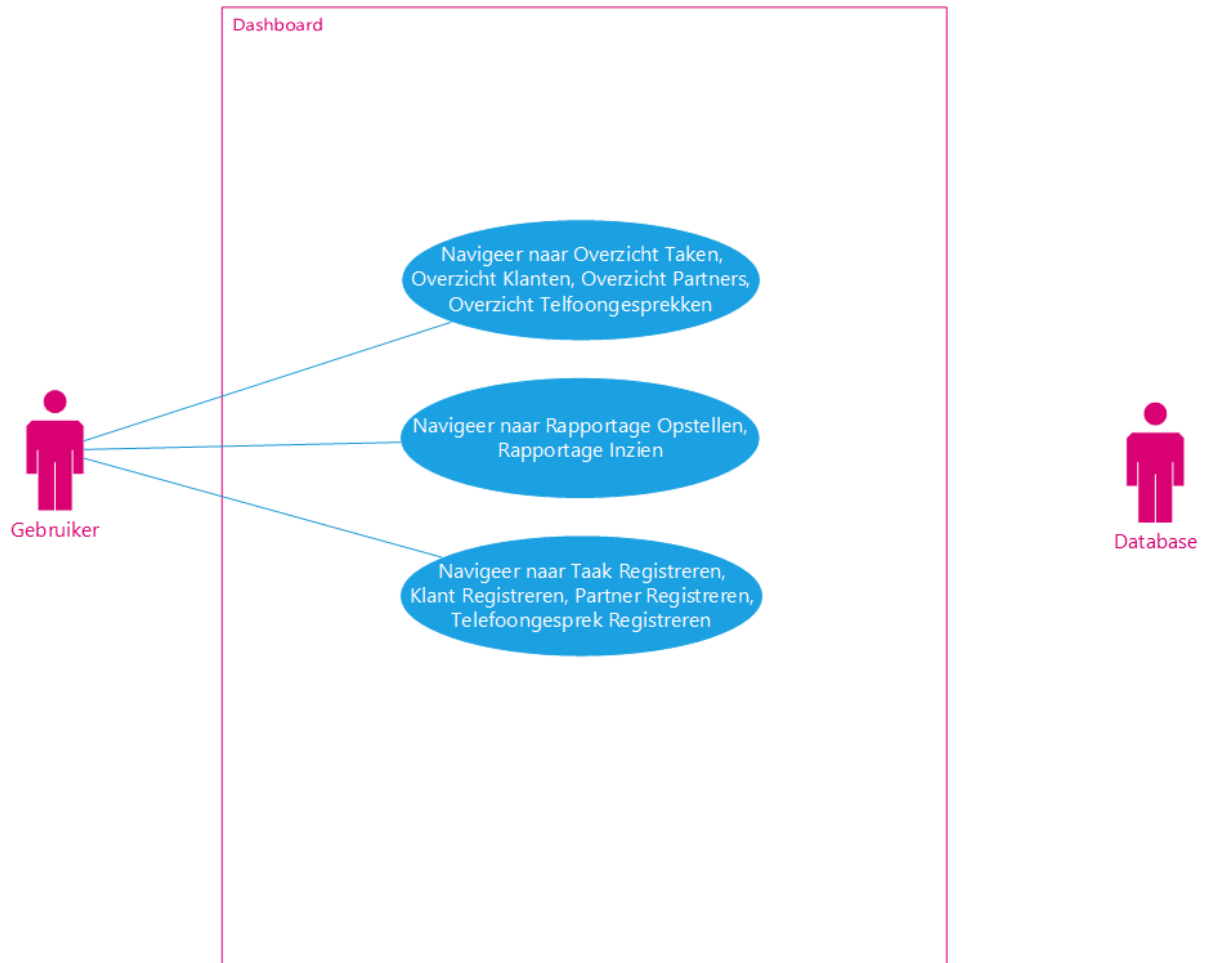 Dashboard
Navigeer naar Overzicht Taken,
Overzicht Klanten, Overzicht Partners,
Overzicht Telfoongesprekken
Navigeer naar Rapportage Opstellen,
Rapportage Inzien
Gebruiker
Database
Navigeer naar Taak Registreren,
Klant Registreren, Partner Registreren,
Telefoongesprek Registreren